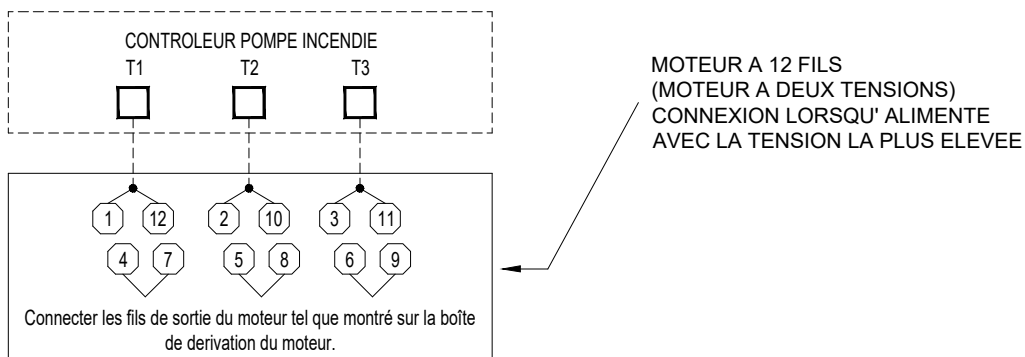 CONTROLEUR POMPE INCENDIE
T1 T2 T3
MOTEUR A 12 FILS
(MOTEUR A DEUX TENSIONS)
CONNEXION LORSQU' ALIMENTE
AVEC LA TENSION LA PLUS ELEVEE
1 12 2 10 3 11
4 7 5 8 6 9
Connecter les fils de sortie du moteur tel que montré sur la boîte
de derivation du moteur.